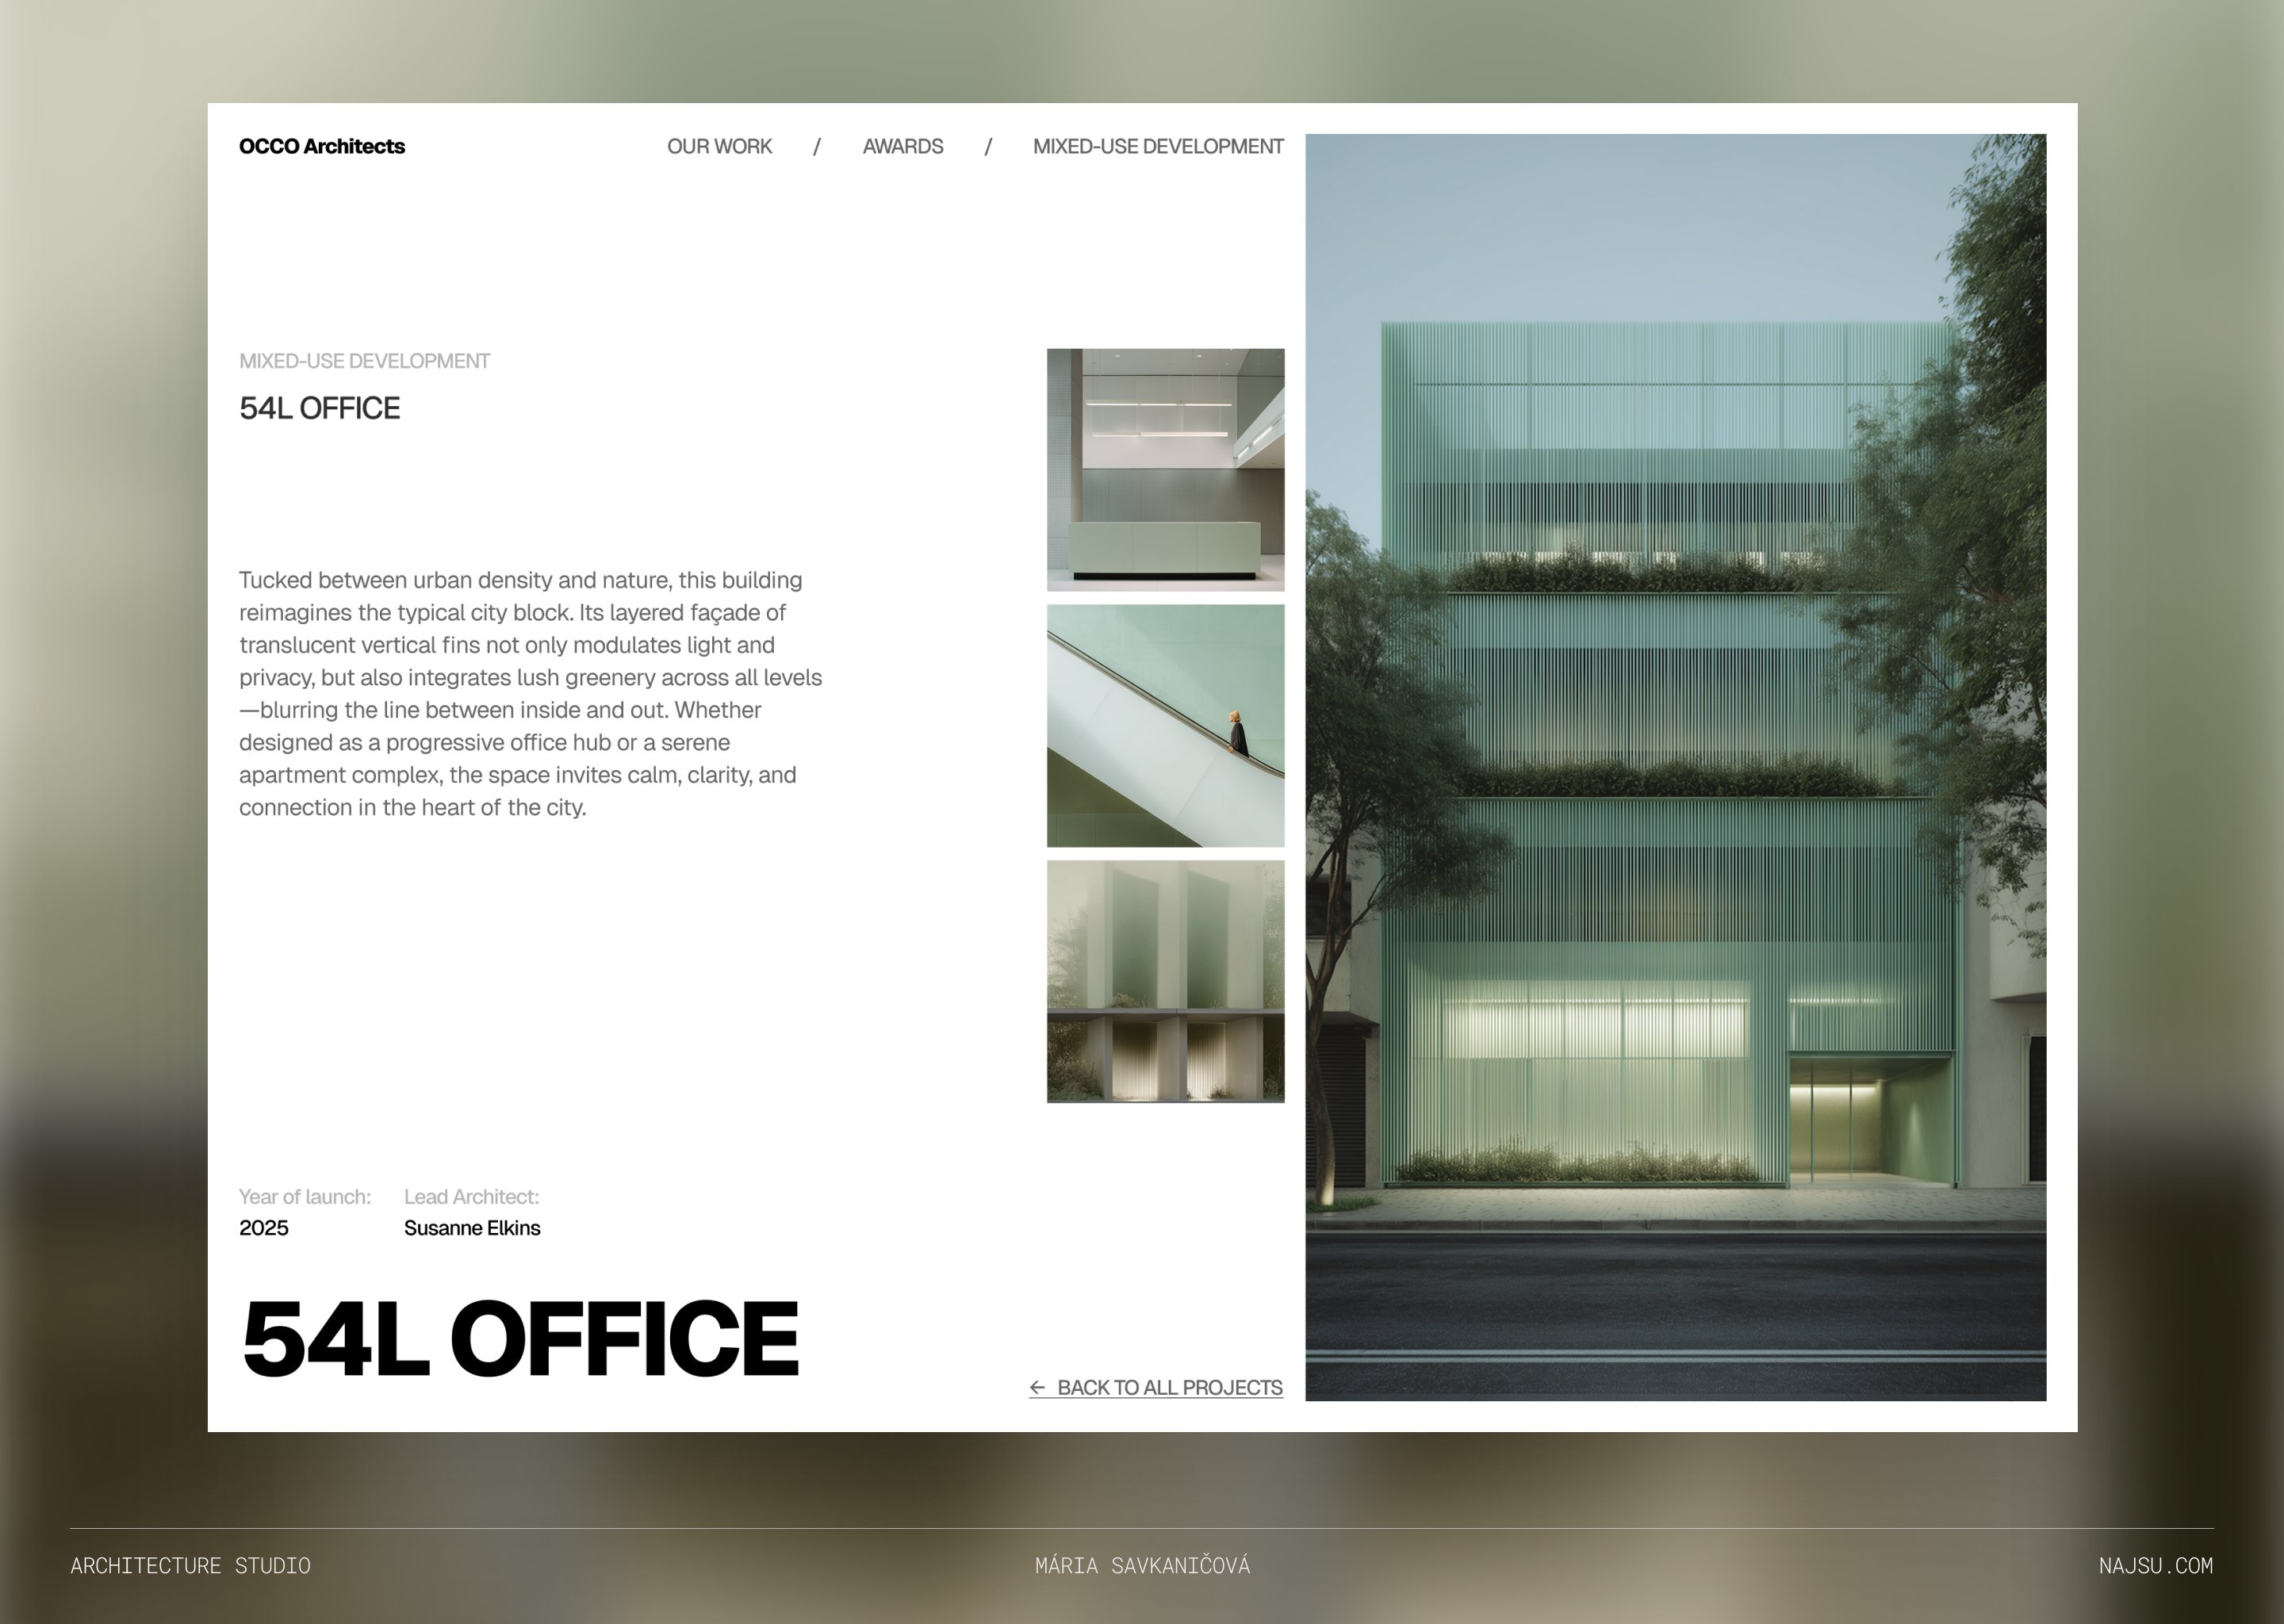 OCCO Architects
OUR WORK / AWARDS / MIXED-USE DEVELOPMENT
MIXED-USE DEVELOPMENT
54L OFFICE
Tucked between urban density and nature, this building
reimagines the typical city block. Its layered façade of
translucent vertical fins not only modulates light and
privacy, but also integrates lush greenery across all levels
—blurring the line between inside and out. Whether
designed as a progressive office hub or a serene
apartment complex, the space invites calm, clarity, and
connection in the heart of the city.
Year of launch: Lead Architect:
2025 Susanne Elkins
54L OFFICE
← BACK TO ALL PROJECTS
ARCHITECTURE STUDIO MÁRIA SAVKANIČOVÁ NAJSU.COM